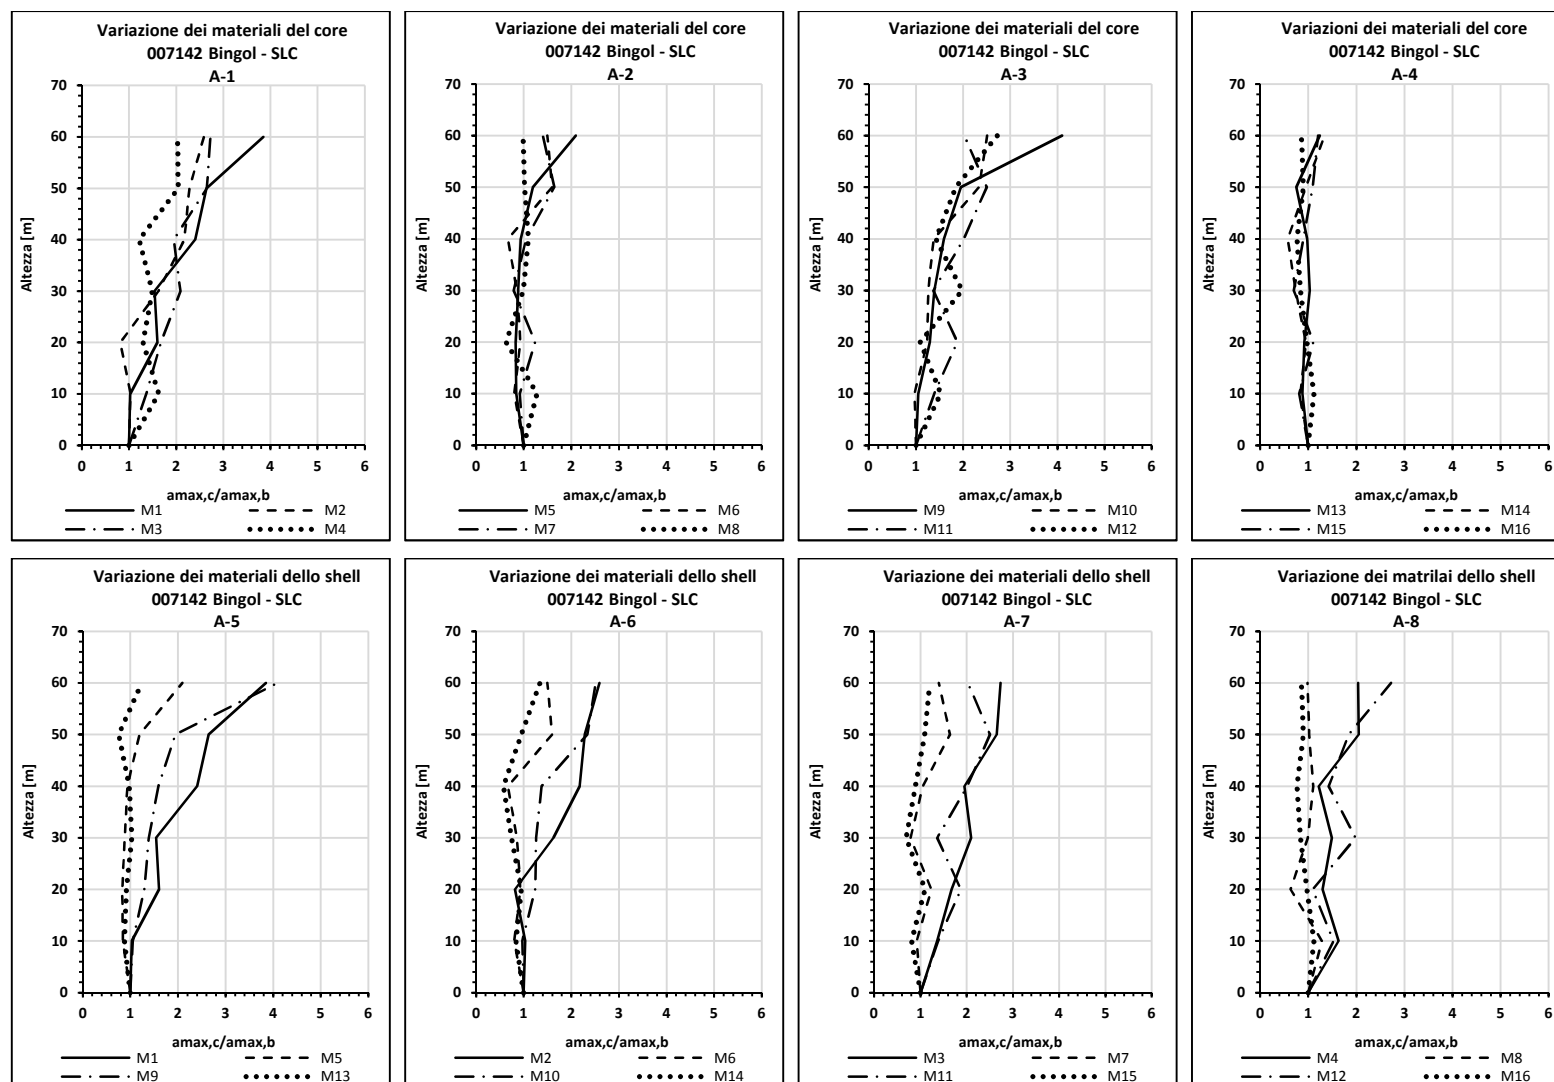 Variazione dei materiali del core
007142 Bingol - SLC
A-1
70
60
50
40
30
20
10
0
Altezza [m]
0 1 2 3 4 5 6
amax,c/amax,b
M1 M2
M3 M4
Variazione dei materiali del core
007142 Bingol - SLC
A-2
70
60
50
40
30
20
10
0
Altezza [m]
0 1 2 3 4 5 6
amax,c/amax,b
M5 M6
M7 M8
Variazione dei materiali del core
007142 Bingol - SLC
A-3
70
60
50
40
30
20
10
0
Altezza [m]
0 1 2 3 4 5 6
amax,c/amax,b
M9 M10
M11 M12
Variazioni dei materiali del core
007142 Bingol - SLC
A-4
70
60
50
40
30
20
10
0
Altezza [m]
0 1 2 3 4 5 6
amax,c/amax,b
M13 M14
M15 M16
Variazione dei materiali dello shell
007142 Bingol - SLC
A-5
70
60
50
40
30
20
10
0
Altezza [m]
0 1 2 3 4 5 6
amax,c/amax,b
M1 M5
M9 M13
Variazione dei materiali dello shell
007142 Bingol - SLC
A-6
70
60
50
40
30
20
10
0
Altezza [m]
0 1 2 3 4 5 6
amax,c/amax,b
M2 M6
M10 M14
Variazione dei materiali dello shell
007142 Bingol - SLC
A-7
70
60
50
40
30
20
10
0
Altezza [m]
0 1 2 3 4 5 6
amax,c/amax,b
M3 M7
M11 M15
Variazione dei matrilai dello shell
007142 Bingol - SLC
A-8
70
60
50
40
30
20
10
0
Altezza [m]
0 1 2 3 4 5 6
amax,c/amax,b
M4 M8
M12 M16